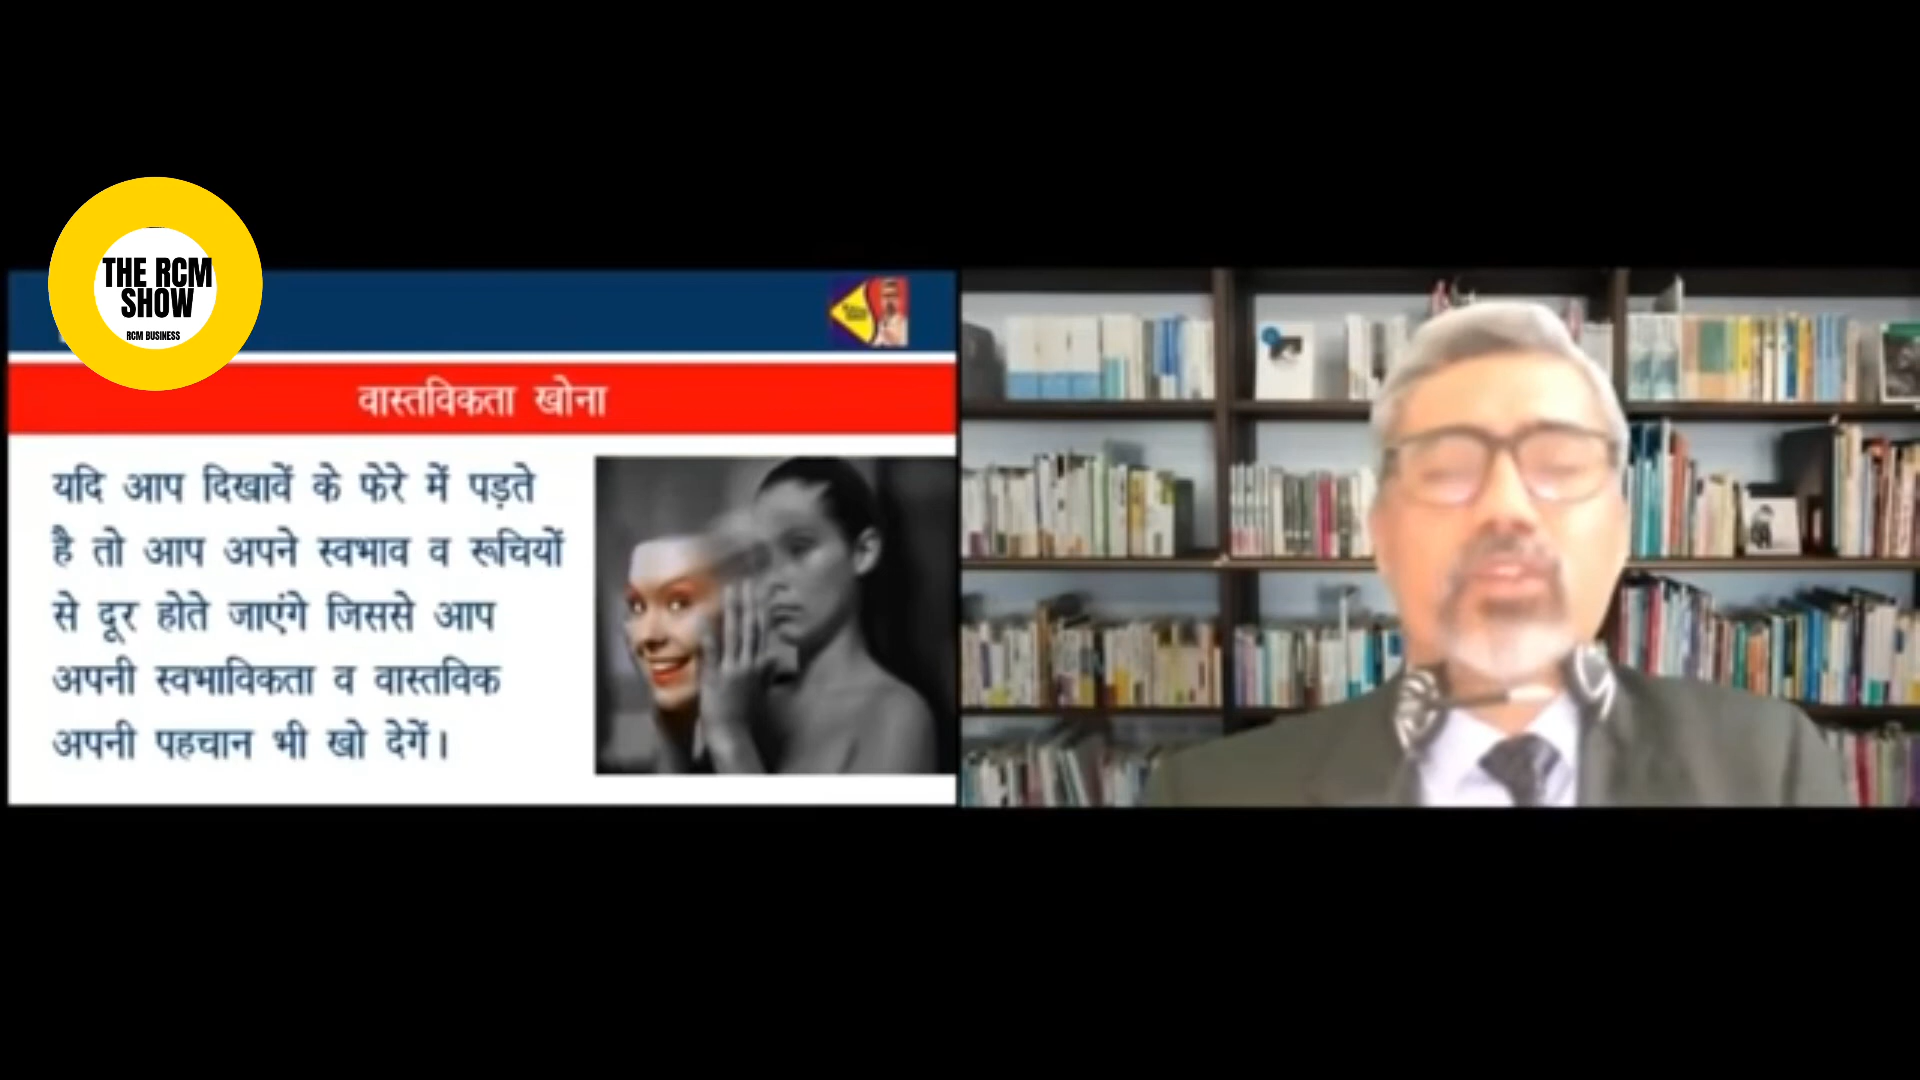 THE RCM
SHOW
RCM BUSINESS
वास्तविकता खोना
यदि आप दिखावें के फेरे में पड़ते
है तो आप अपने स्वभाव व रूचियों
से दूर होते जाएंगे जिससे आप
अपनी स्वभाविकता व वास्तविक
अपनी पहचान भी खो देगें।